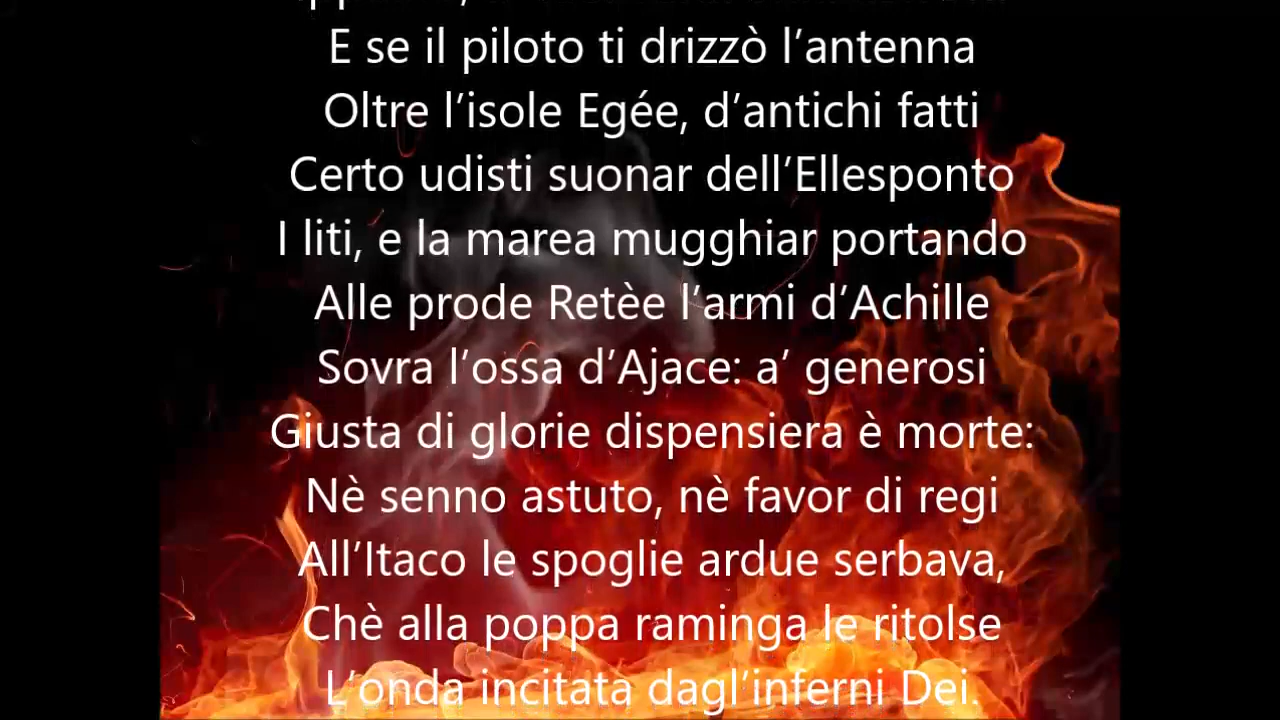 E se il piloto ti drizzò l’antenna
Oltre l’isole Egée, d’antichi fatti
Certo udisti suonar dell’Ellesponto
I liti, e la marea mugghiar portando
Alle prode Retèe l’armi d’Achille
Sovra l’ossa d’Ajace: a’ generosi
Giusta di glorie dispensiera è morte:
Nè senno astuto, nè favor di regi
All’Itaco le spoglie ardue serbava,
Chè alla poppa raminga le ritolse
L’onda incitata dagl’inferni Dei.